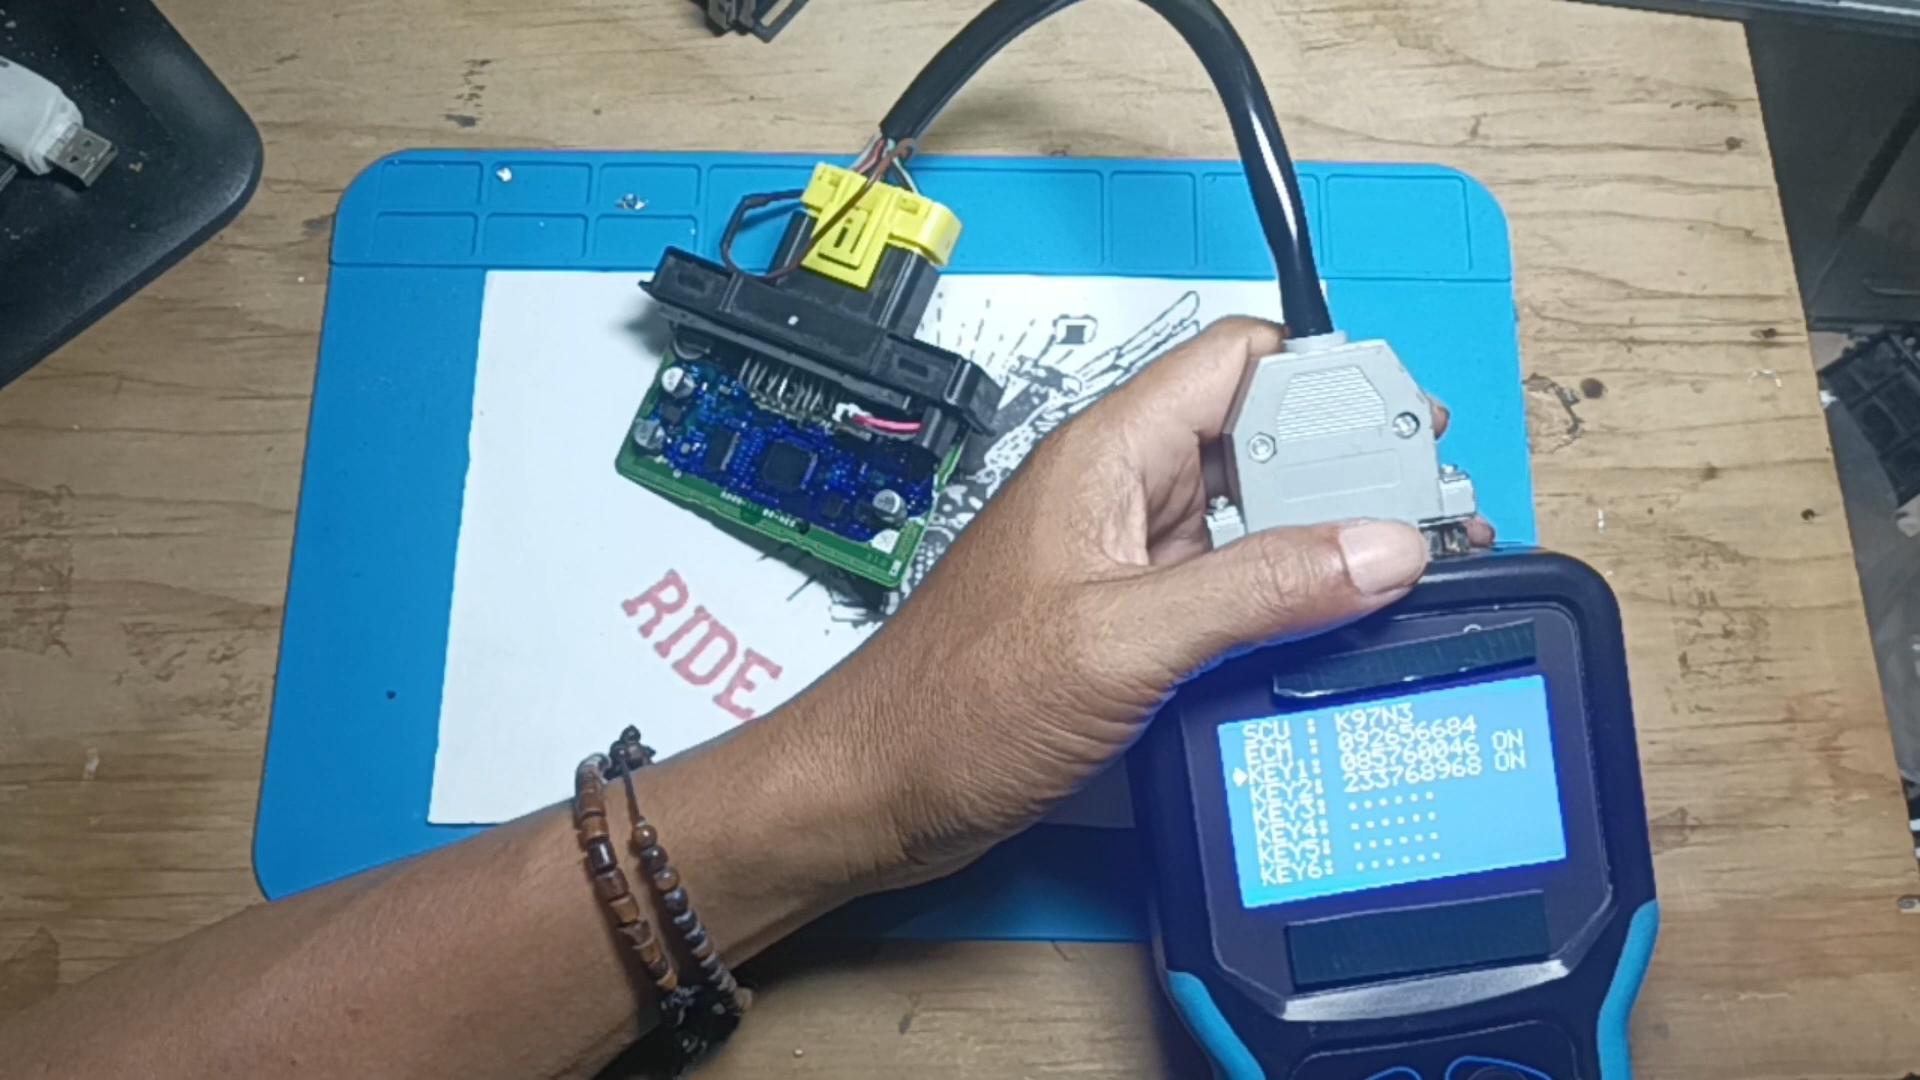 RIDE
SCU : K97N3
ECM : 092656684
KEY1: 085760046 ON
KEY2: 233768968 ON
KEY3: ......
KEY4: ......
KEY5: ......
KEY6: ......